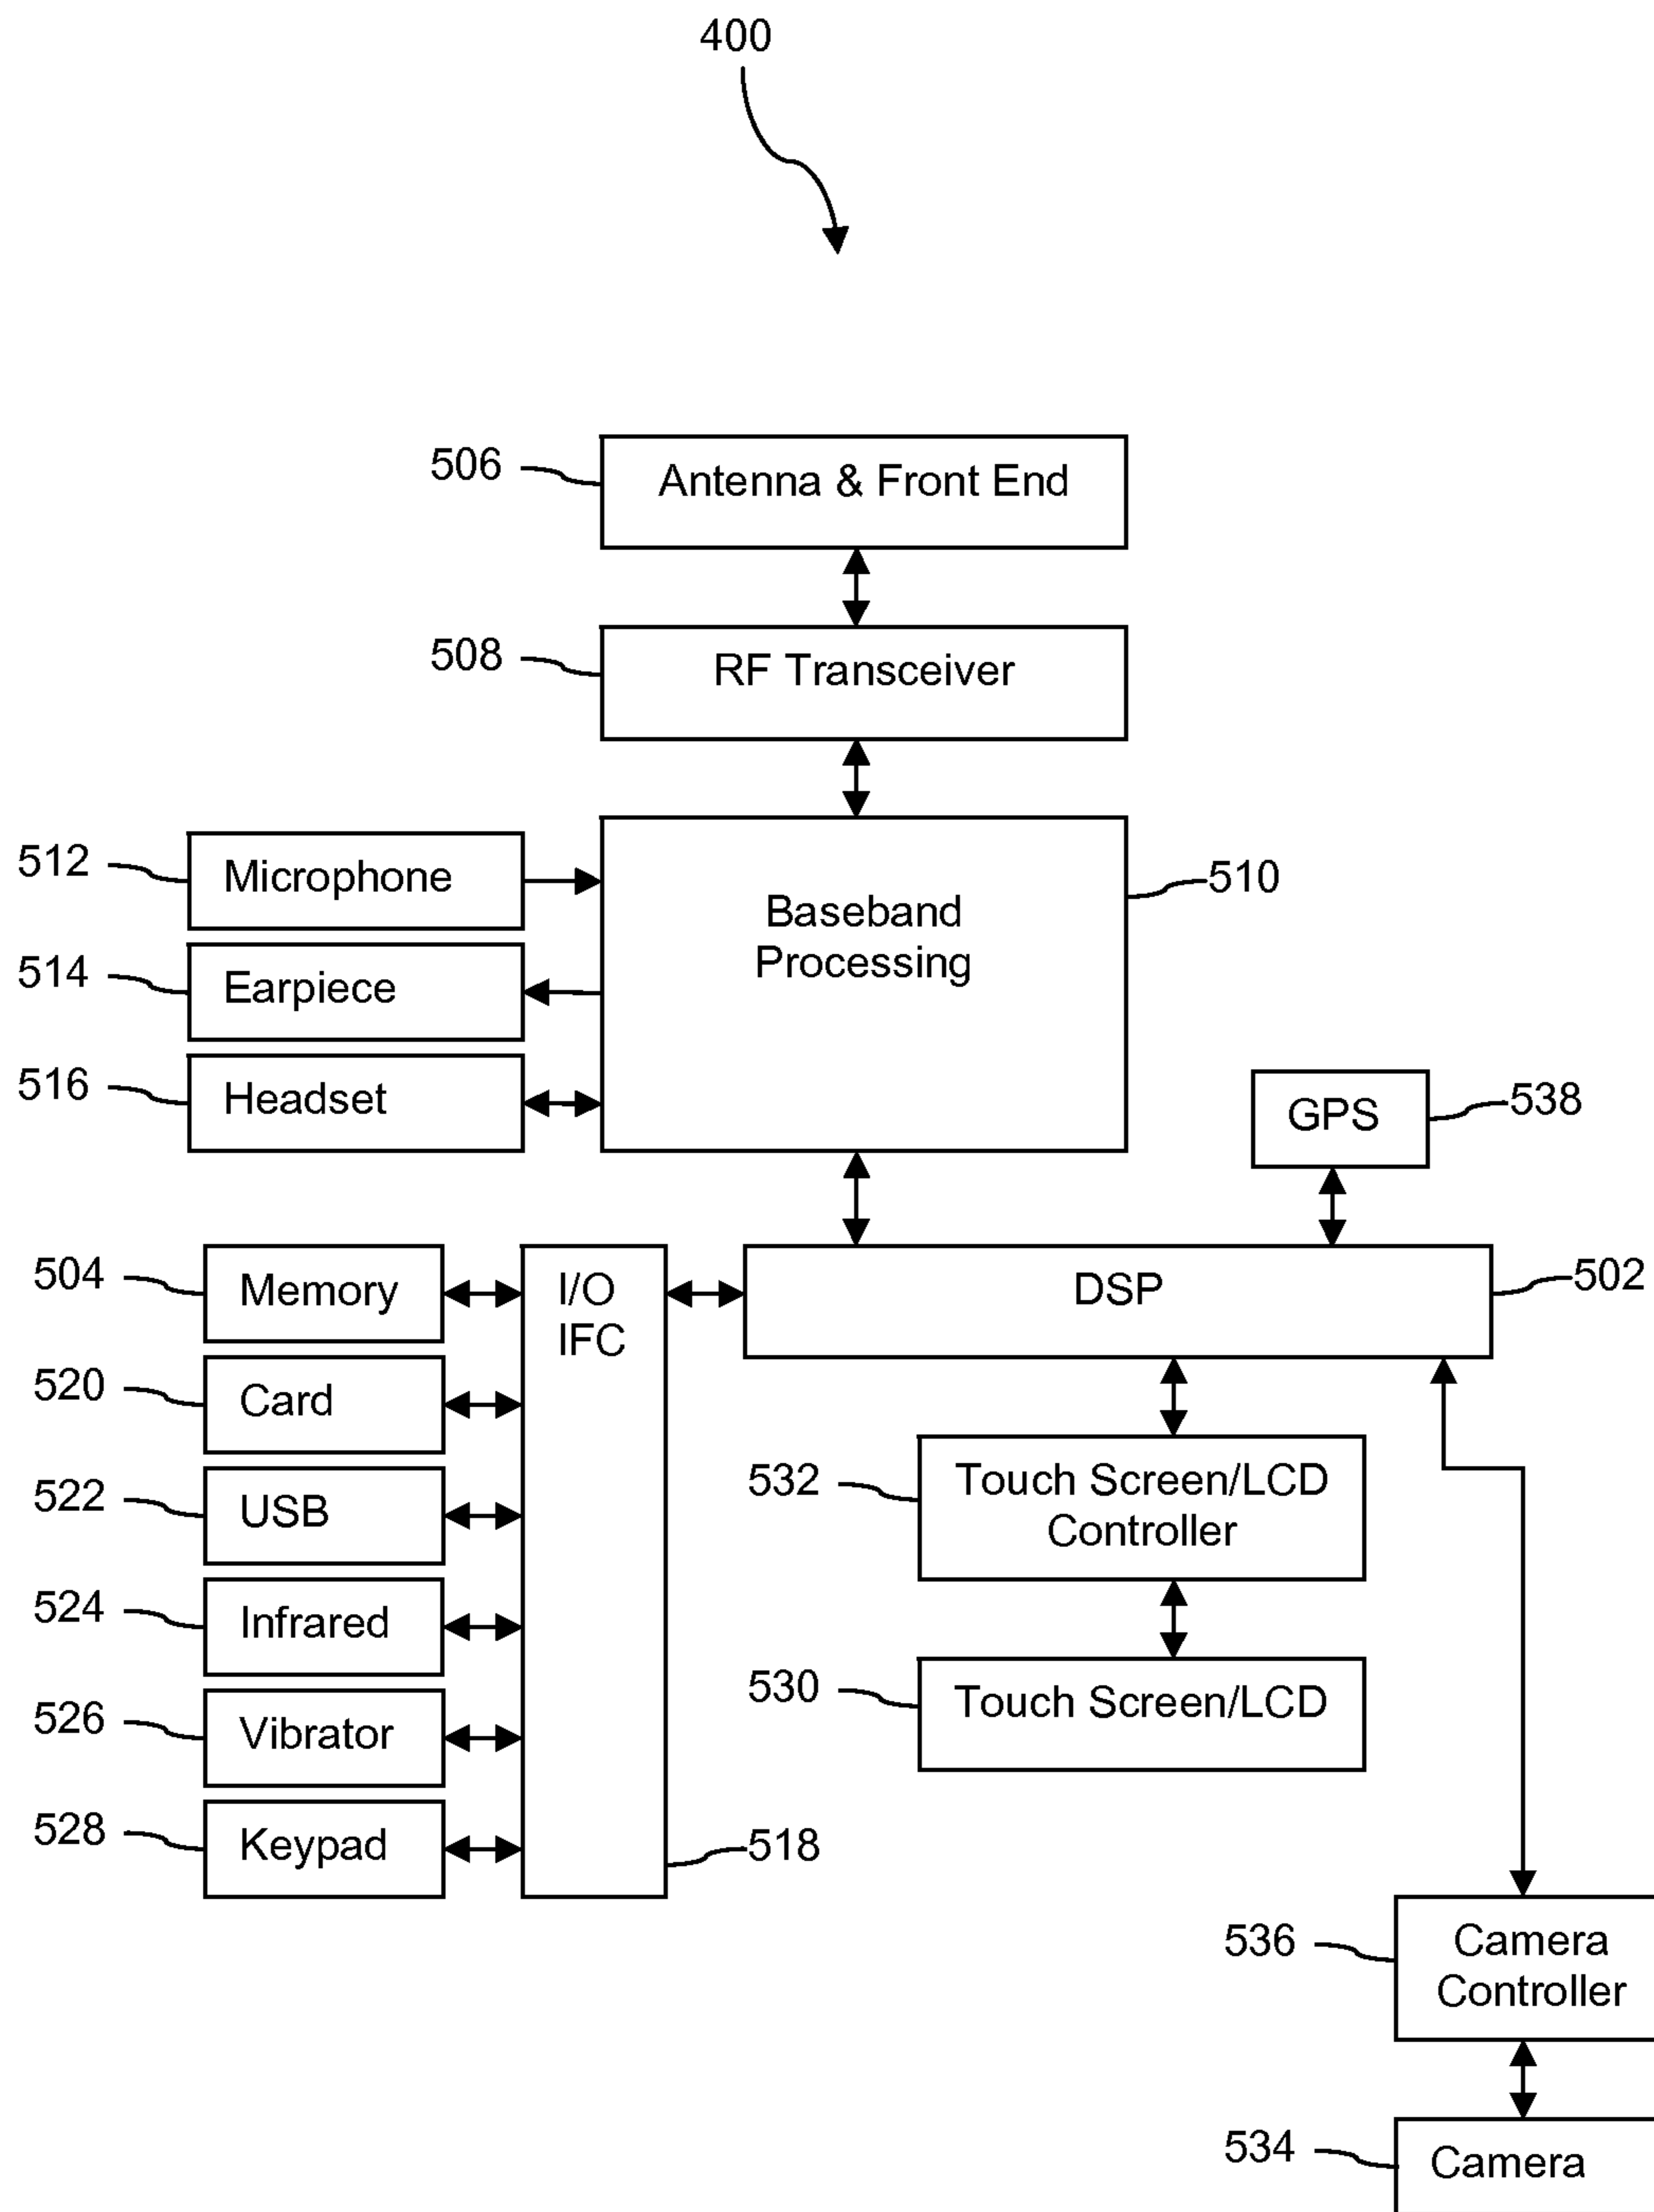 400
506
Antenna & Front End
508
RF Transceiver
512
Microphone
Baseband
Processing
510
514
Earpiece
516
Headset
GPS
538
504
Memory
I/O
IFC
DSP
502
520
Card
522
USB
532
Touch Screen/LCD
Controller
524
Infrared
526
Vibrator
530
Touch Screen/LCD
528
Keypad
518
536
Camera
Controller
534
Camera